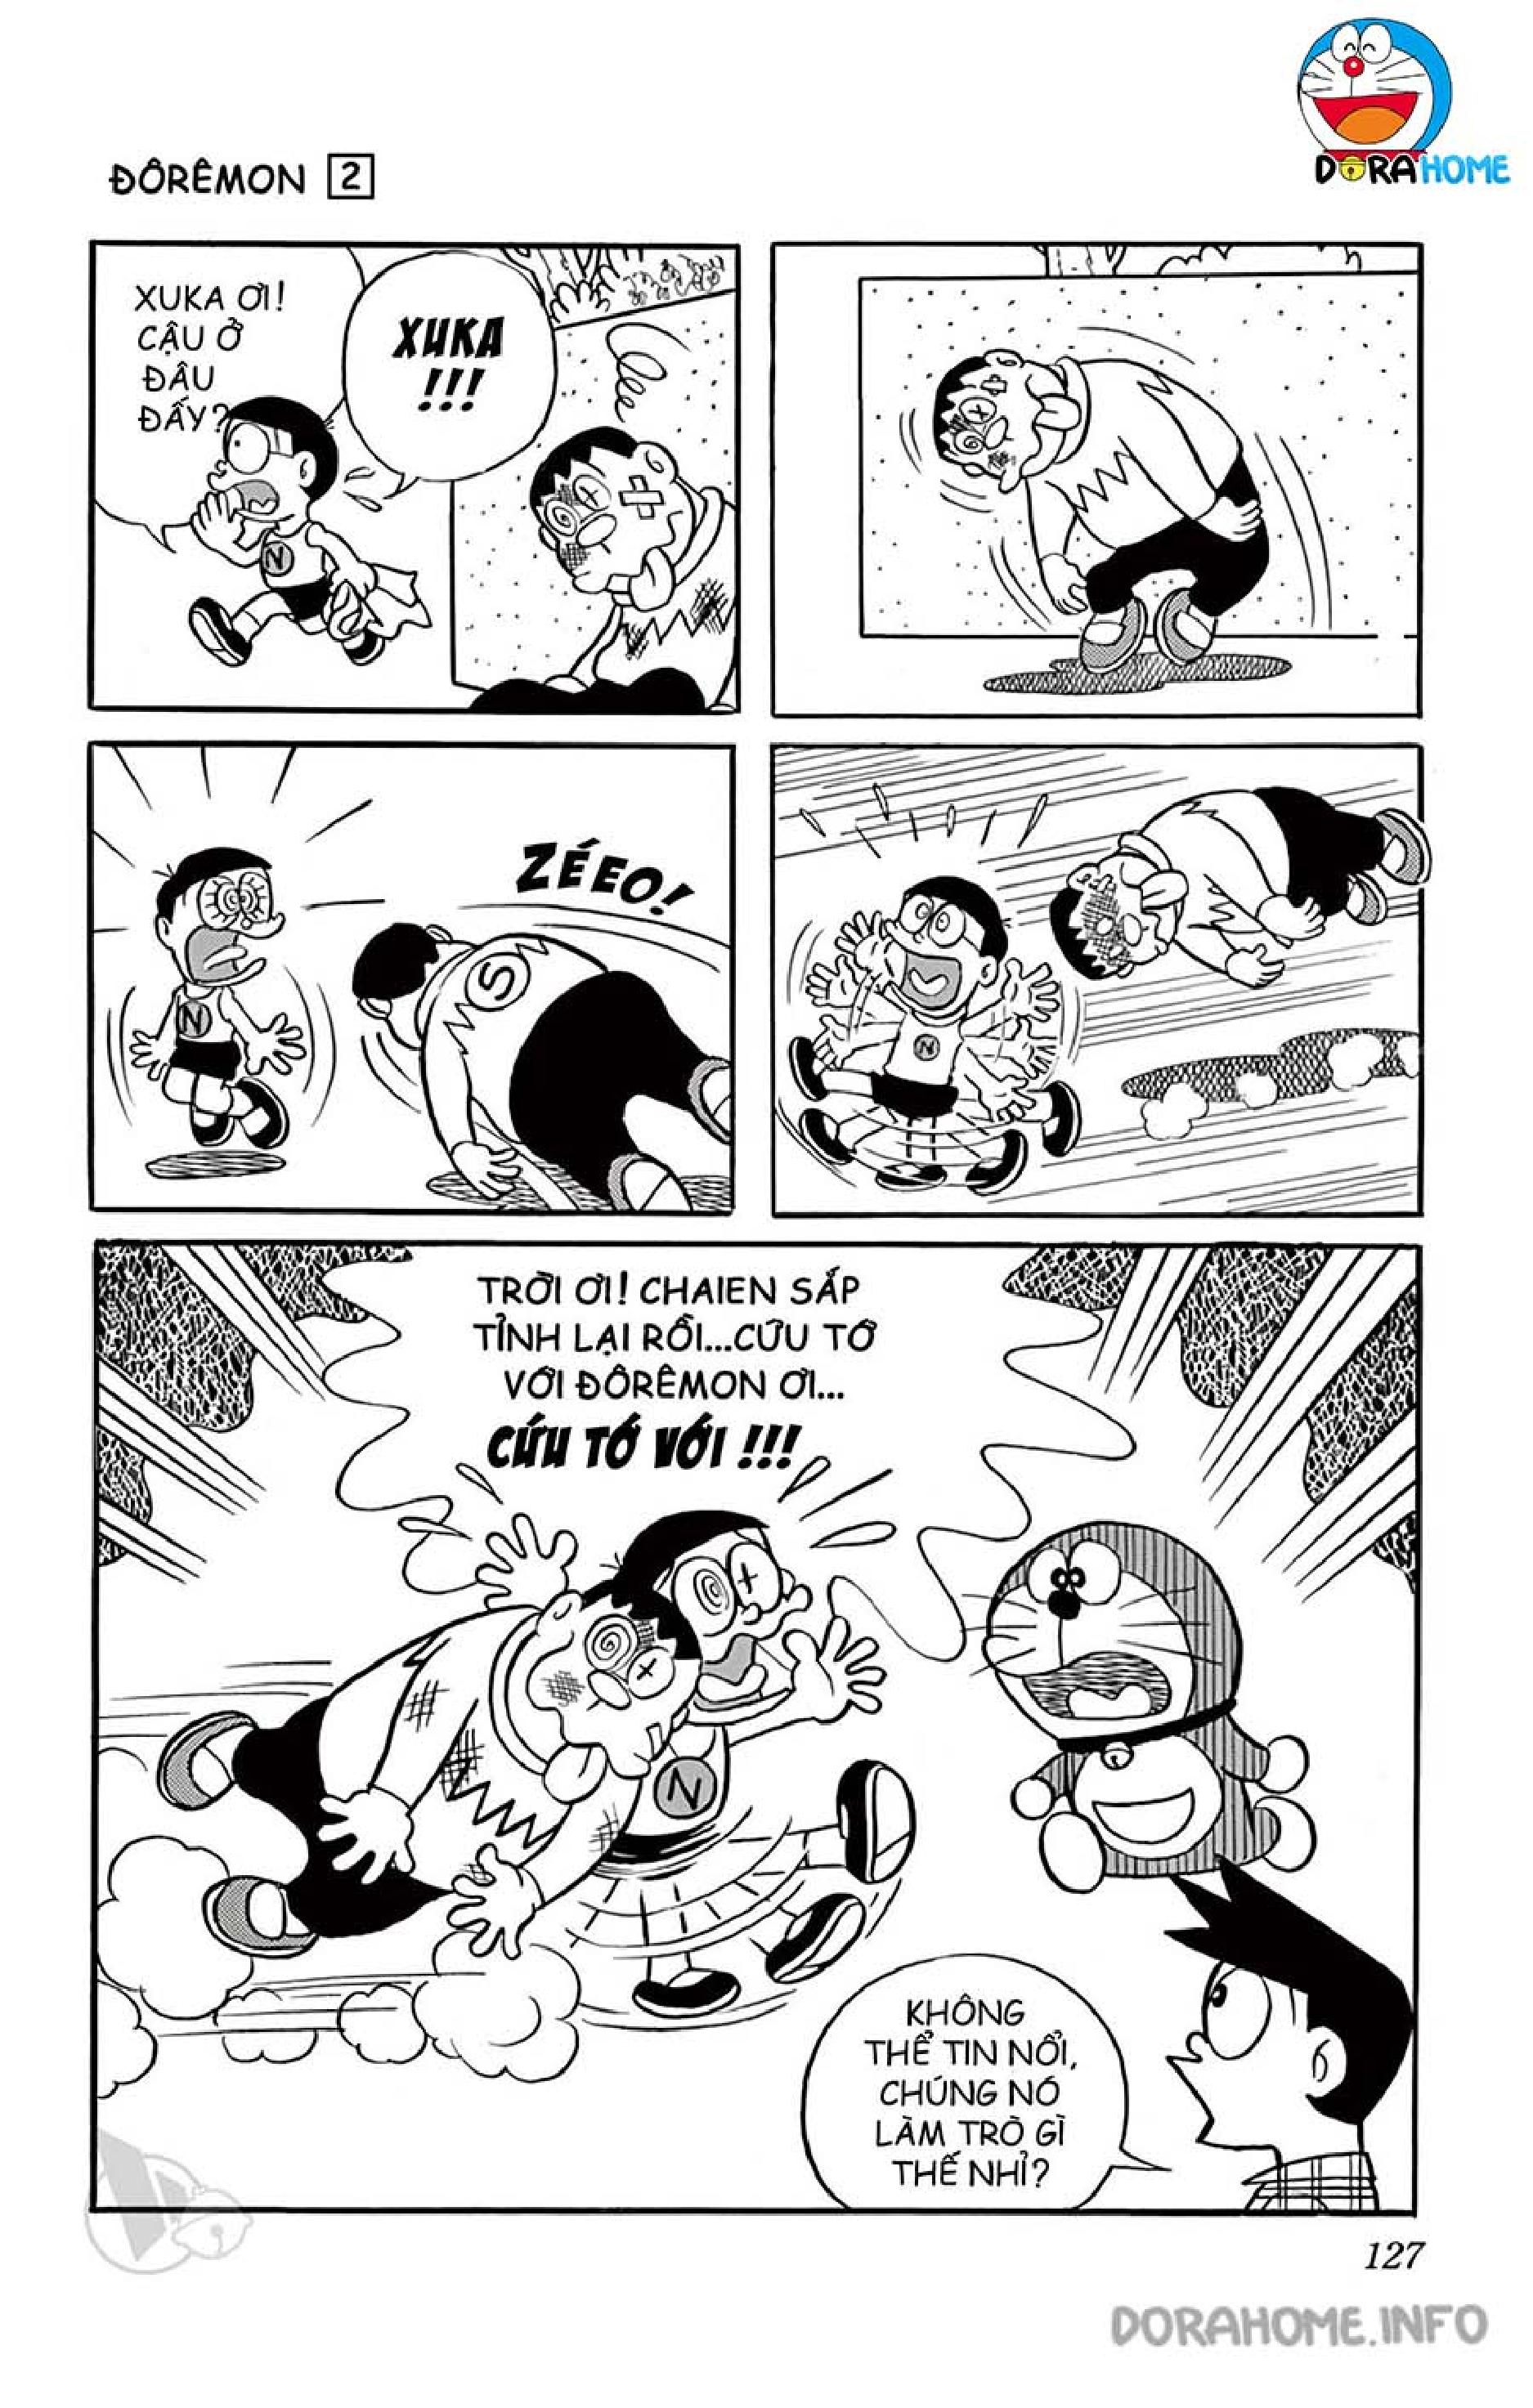 DORAHOME
ĐÔRÊMON 2
XUKA ƠI!
CẬU Ở
ĐÂU
ĐẤY?
XUKA
!!!
N
ZÉEO!
N
S
N
TRỜI ƠI! CHAIEN SẮP
TỈNH LẠI RỒI...CỨU TỚ
VỚI ĐÔRÊMON ƠI...
CỨU TỚ VỚI !!!
N
KHÔNG
THỂ TIN NỔI,
CHÚNG NÓ
LÀM TRÒ GÌ
THẾ NHỈ?
127
DORAHOME.INFO